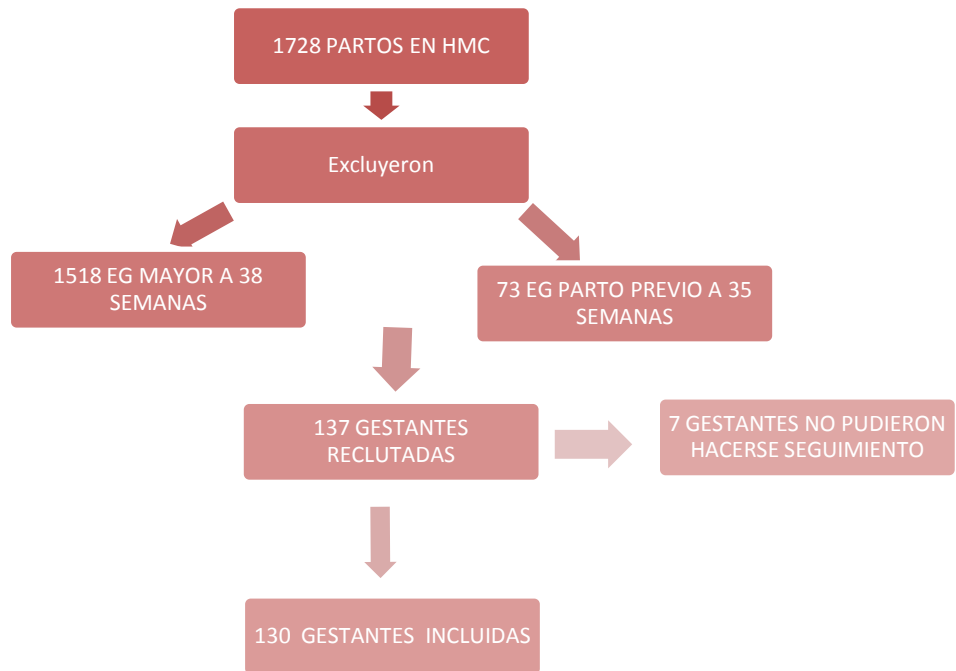 1728 PARTOS EN HMC
Excluyeron
1518 EG MAYOR A 38
SEMANAS
73 EG PARTO PREVIO A 35
SEMANAS
137 GESTANTES
RECLUTADAS
7 GESTANTES NO PUDIERON
HACERSE SEGUIMIENTO
130 GESTANTES INCLUIDAS